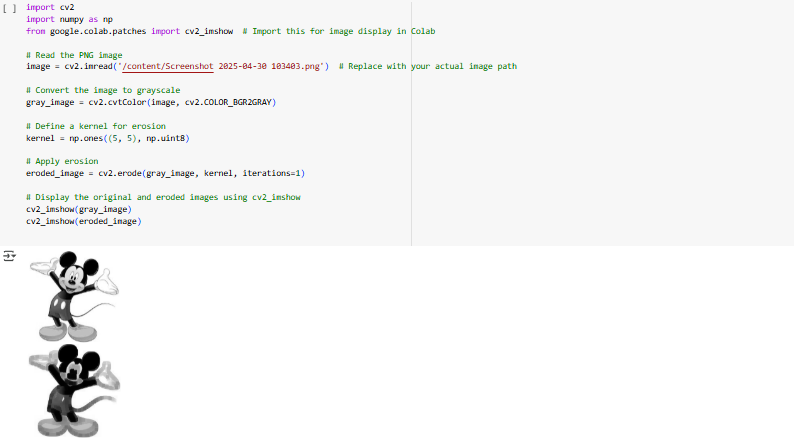 [ ] import cv2
import numpy as np
from google.colab.patches import cv2_imshow  # Import this for image display in Colab
# Read the PNG image
image = cv2.imread('/content/Screenshot 2025-04-30 103403.png')  # Replace with your actual image path
# Convert the image to grayscale
gray_image = cv2.cvtColor(image, cv2.COLOR_BGR2GRAY)
# Define a kernel for erosion
kernel = np.ones((5, 5), np.uint8)
# Apply erosion
eroded_image = cv2.erode(gray_image, kernel, iterations=1)
# Display the original and eroded images using cv2_imshow
cv2_imshow(gray_image)
cv2_imshow(eroded_image)